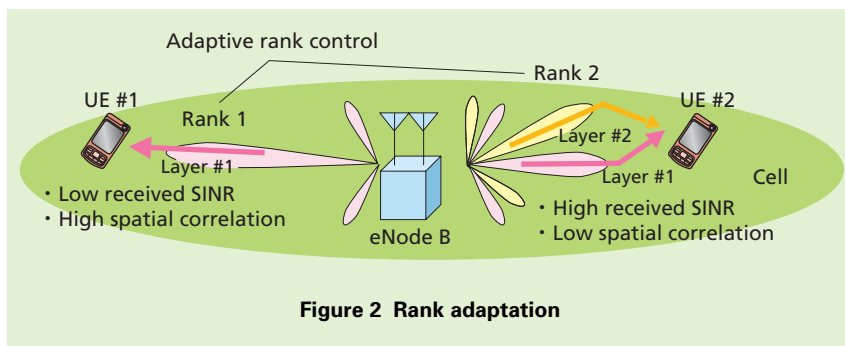 Adaptive rank control
Rank 2
UE #1
UE #2
Rank 1
Layer #2
Layer #1
Layer #1
Cell
・Low received SINR
・High spatial correlation
・High received SINR
・Low spatial correlation
eNode B
Figure 2  Rank adaptation